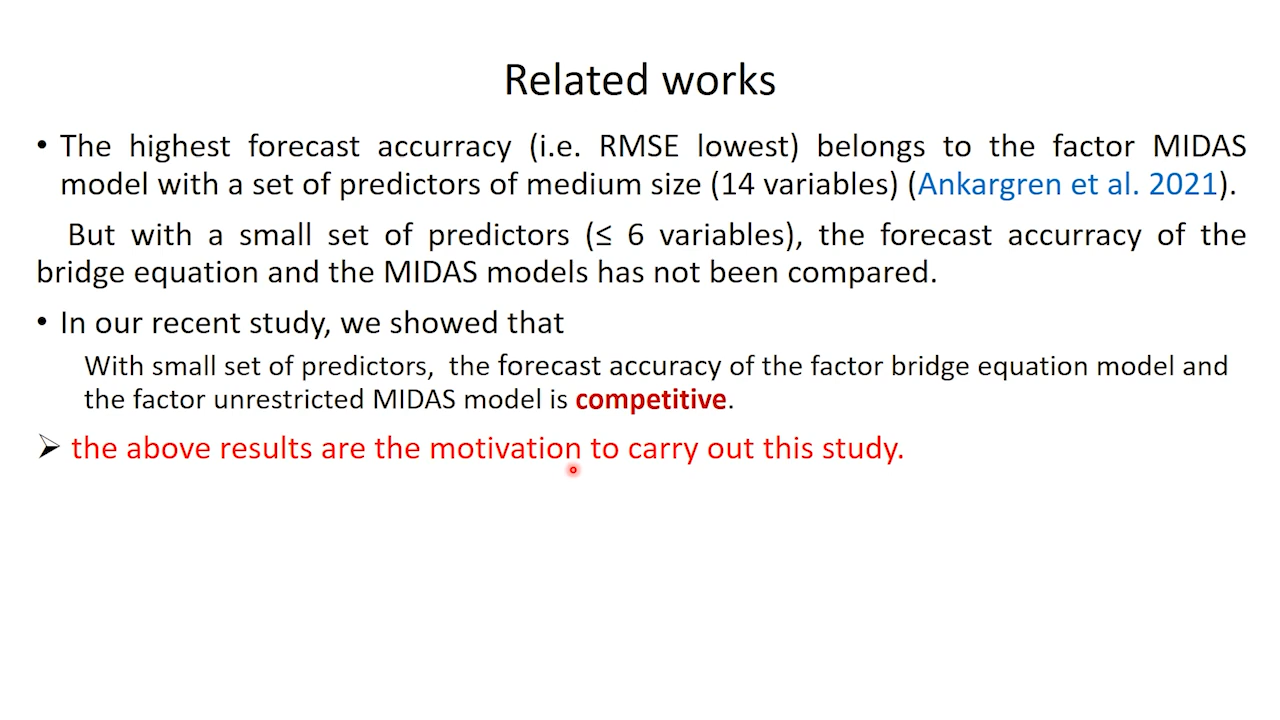 Related works
• The highest forecast accurracy (i.e. RMSE lowest) belongs to the factor MIDAS
model with a set of predictors of medium size (14 variables) (Ankargren et al. 2021).
But with a small set of predictors (≤ 6 variables), the forecast accurracy of the
bridge equation and the MIDAS models has not been compared.
• In our recent study, we showed that
With small set of predictors, the forecast accuracy of the factor bridge equation model and
the factor unrestricted MIDAS model is competitive.
➢ the above results are the motivation to carry out this study.